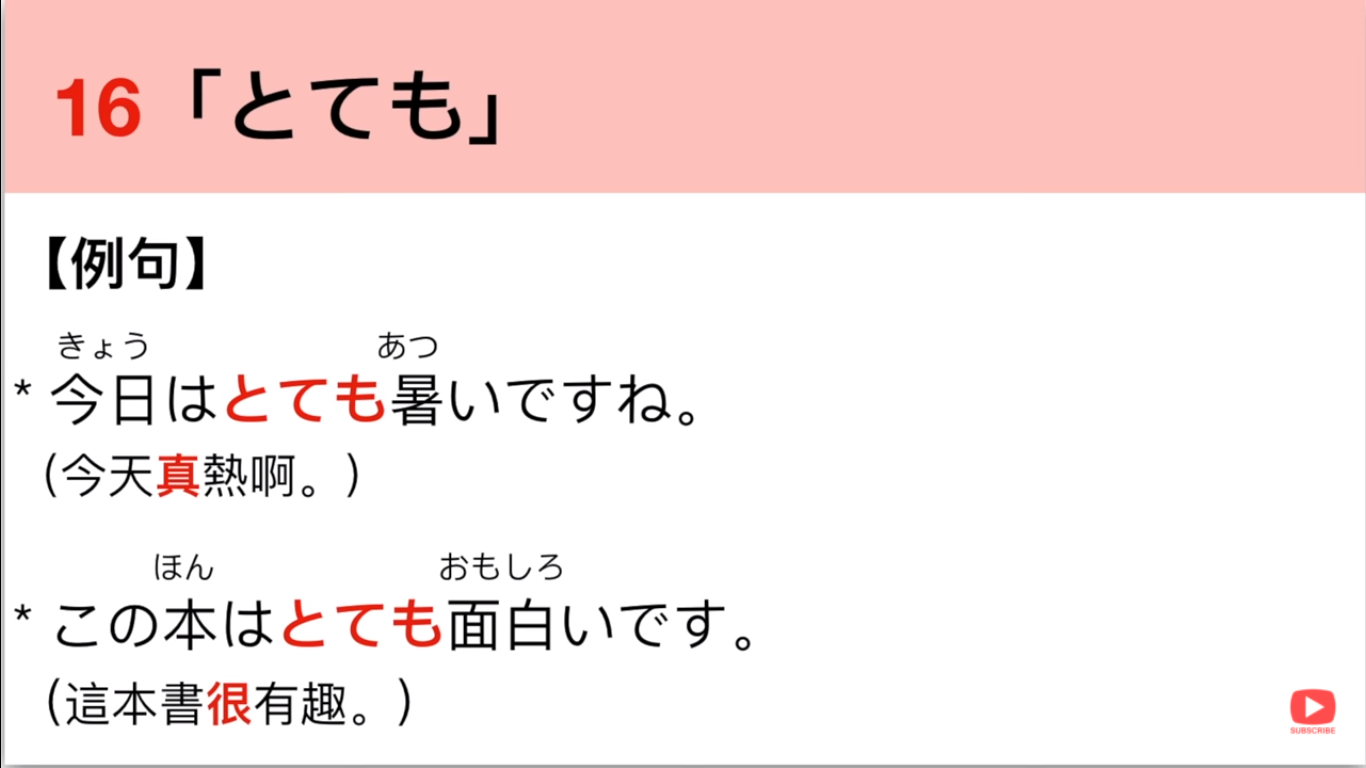 16「とても」
【例句】
きょう あつ
* 今日はとても暑いですね。
(今天真熱啊。)
ほん おもしろ
* この本はとても面白いです。
(這本書很有趣。)
SUBSCRIBE